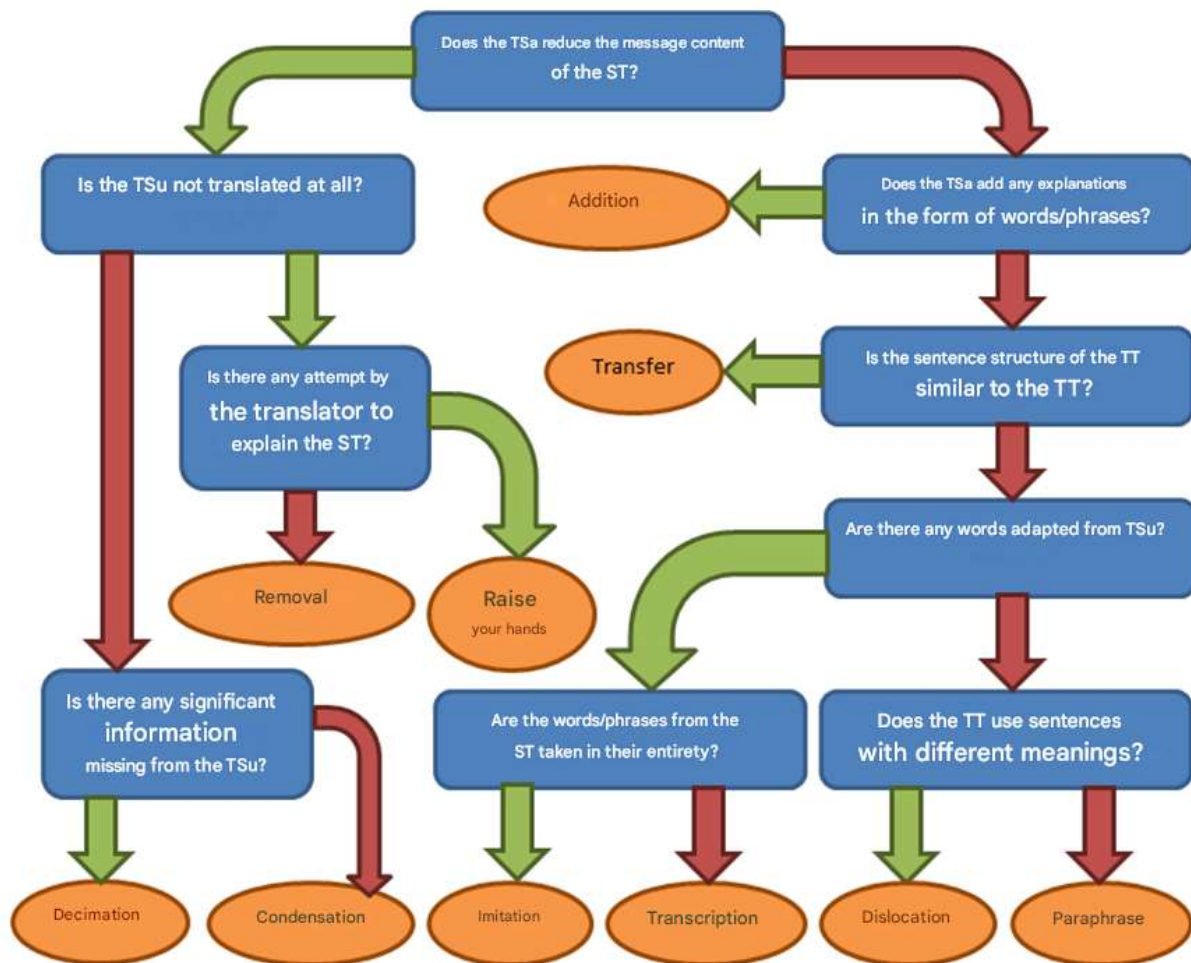 Does the TSa reduce the message content
of the ST?
Is the TSu not translated at all?
Addition
Does the TSa add any explanations
in the form of words/phrases?
Is there any attempt by
the translator to
explain the ST?
Transfer
Is the sentence structure of the TT
similar to the TT?
Are there any words adapted from TSu?
Removal
Raise
your hands
Is there any significant
information
missing from the TSu?
Are the words/phrases from the
ST taken in their entirety?
Does the TT use sentences
with different meanings?
Decimation
Condensation
Imitation
Transcription
Dislocation
Paraphrase